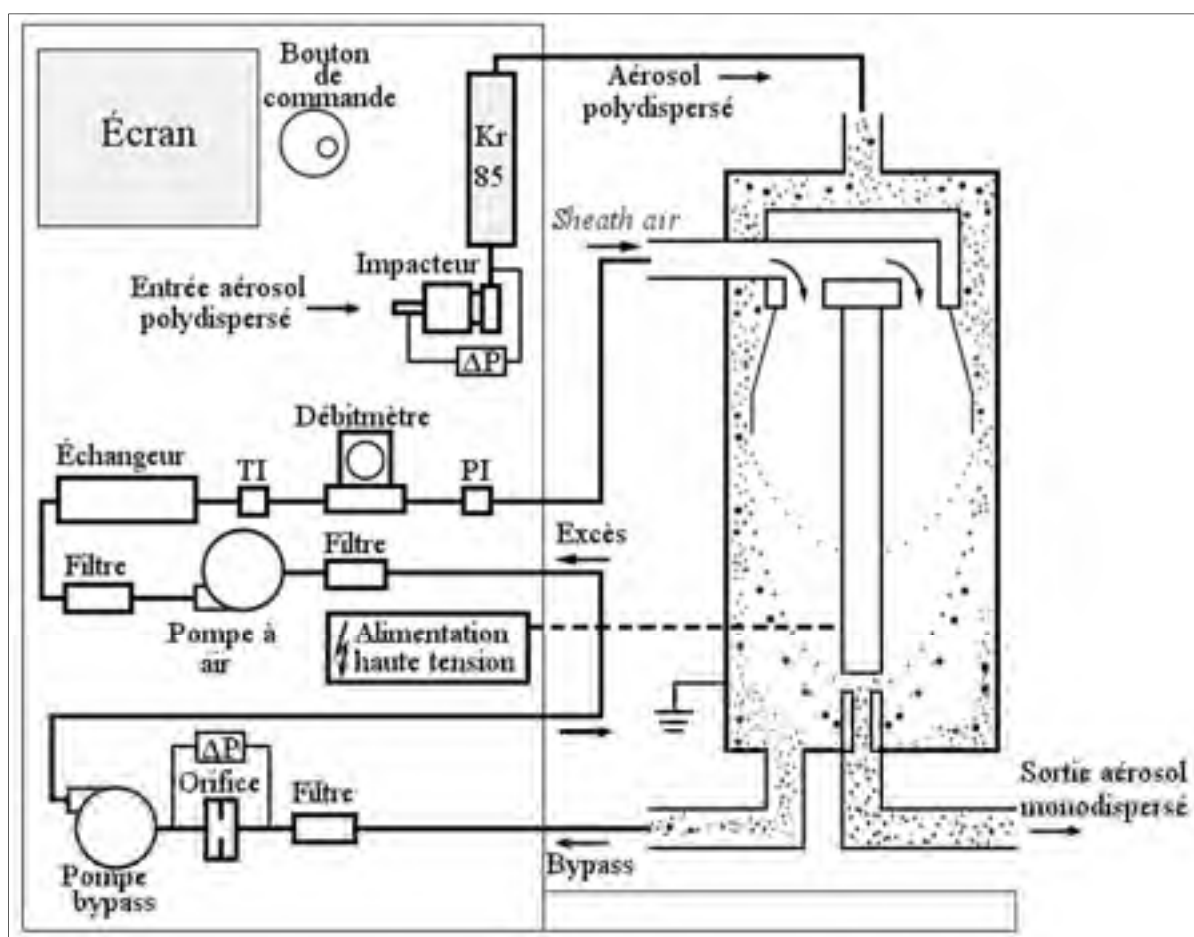 Écran
Bouton
de
commande
Kr
85
Aérosol
polydispersé
Sheath air
Impacteur
Entrée aérosol
polydispersé
ΔP
Débitmètre
Échangeur
TI
PI
Excès
Filtre
Filtre
Pompe à
air
Alimentation
haute tension
ΔP
Orifice
Filtre
Pompe
bypass
Bypass
Sortie aérosol
monodispersé